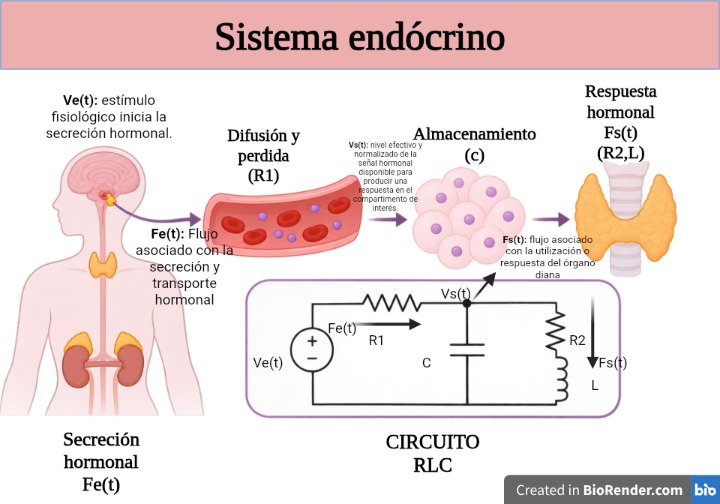 Sistema endócrino
Ve(t): estímulo
fisiológico inicia la
secreción hormonal.
Difusión y
perdida
(R1)
Vs(t): nivel efectivo y
normalizado de la
señal hormonal
disponible para
producir una
respuesta en el
compartimento de
interés.
Almacenamiento
(c)
Respuesta
hormonal
Fs(t)
(R2,L)
Fe(t): Flujo
asociado con la
secreción y
transporte
hormonal
Fs(t): flujo asociado
con la utilización o
respuesta del órgano
diana
Vs(t)
Fe(t)
R1
Ve(t)
+
−
C
R2
Fs(t)
L
Secreción
hormonal
Fe(t)
CIRCUITO
RLC
Created in BioRender.com bio